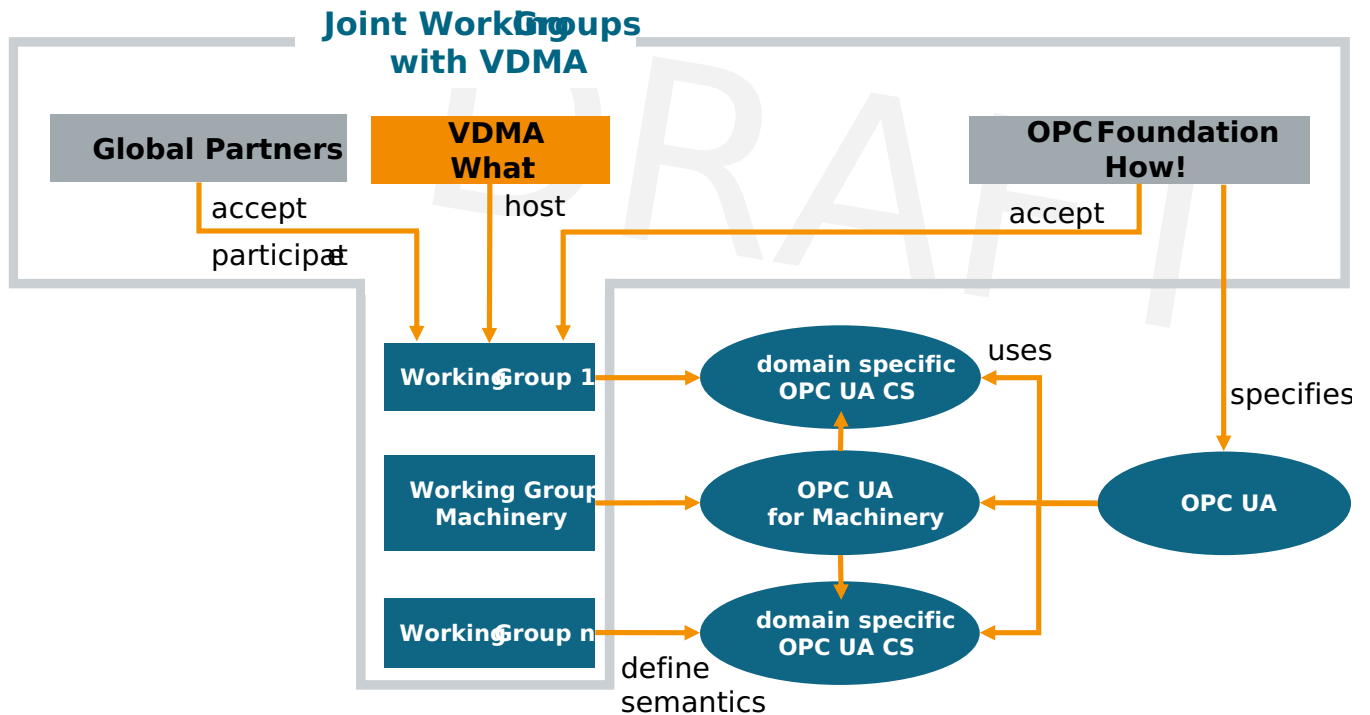 Joint Working Groups
with VDMA
DRAFT
Global Partners
VDMA
What
OPC Foundation
How!
accept
participate
host
accept
Working Group 1
domain specific
OPC UA CS
uses
specifies
Working Group
Machinery
OPC UA
for Machinery
OPC UA
Working Group n
domain specific
OPC UA CS
define
semantics